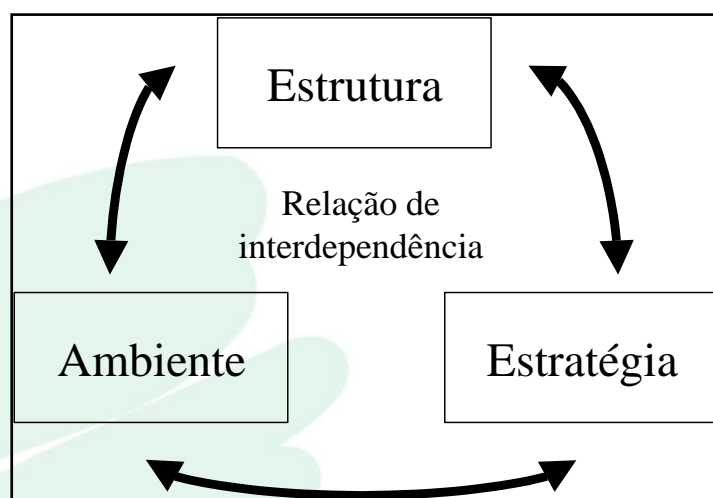 Estrutura
Relação de
interdependência
Ambiente
Estratégia